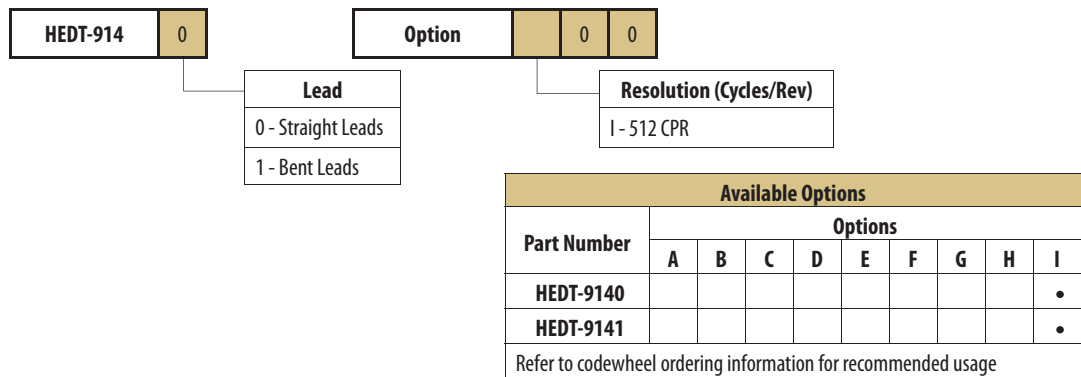 HEDT-914 0 Option 0 0
Lead
0 - Straight Leads
1 - Bent Leads
Resolution (Cycles/Rev)
I - 512 CPR
Available Options
Part Number Options
A B C D E F G H I
HEDT-9140 •
HEDT-9141 •
Refer to codewheel ordering information for recommended usage